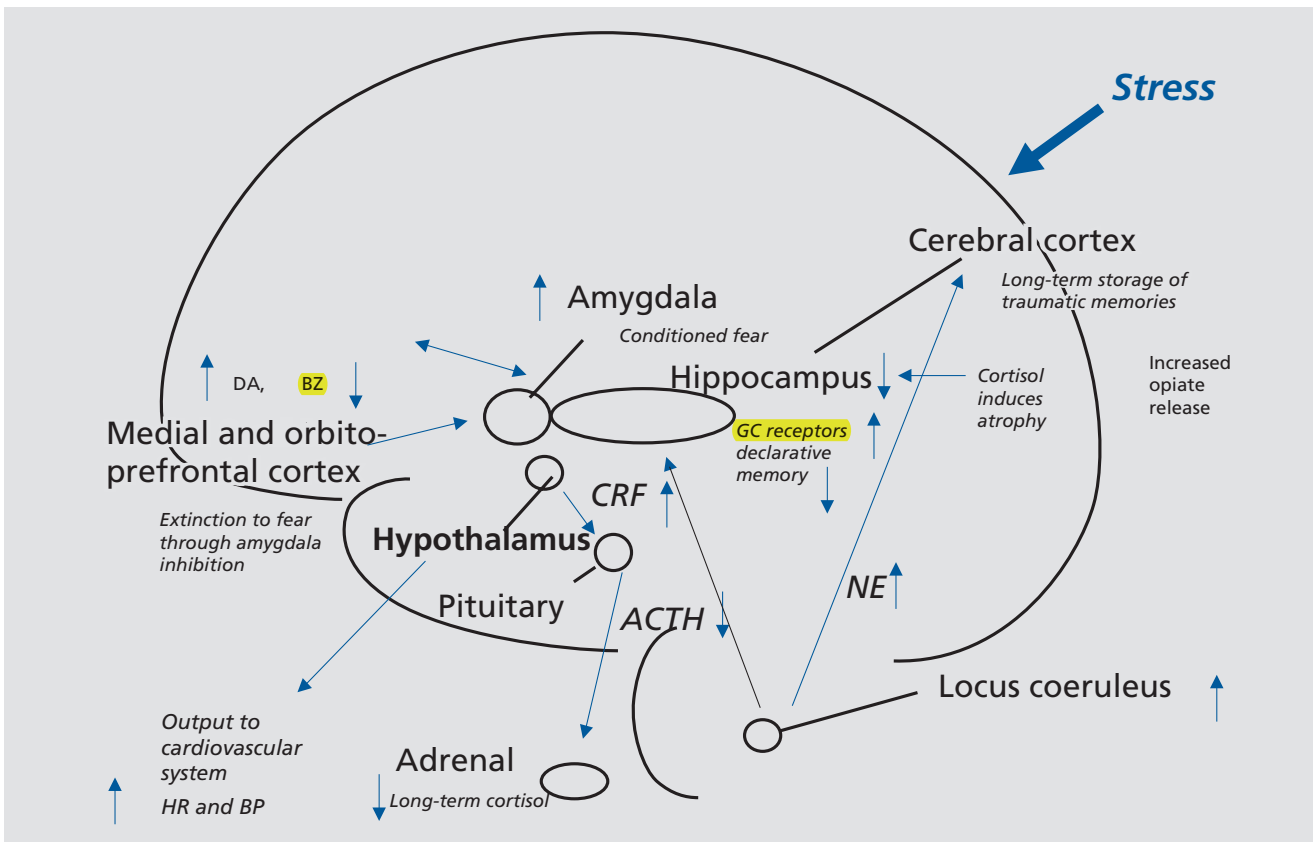 Stress
Cerebral cortex
Long-term storage of
traumatic memories
Amygdala
Conditioned fear
DA, BZ
Hippocampus
Cortisol
induces
atrophy
Increased
opiate
release
Medial and orbito-
prefrontal cortex
GC receptors
declarative
memory
Extinction to fear
through amygdala
inhibition
CRF
Hypothalamus
Pituitary
ACTH
NE
Locus coeruleus
Output to
cardiovascular
system
HR and BP
Adrenal
Long-term cortisol